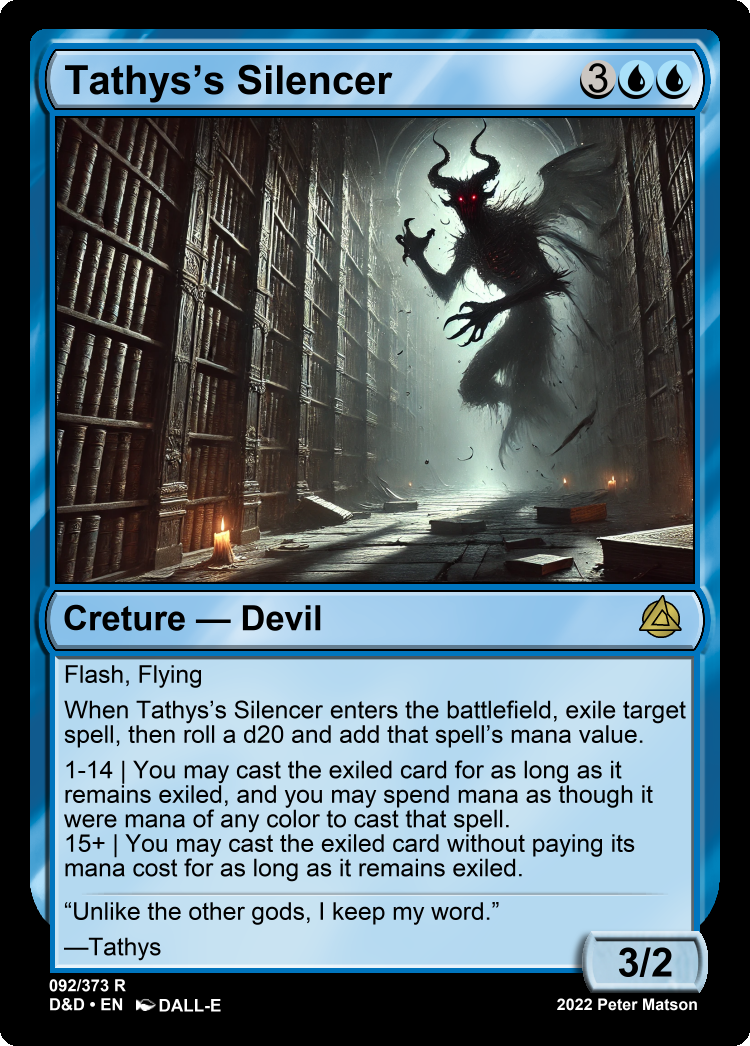 Tathys’s Silencer 3
Creture — Devil
Flash, Flying
When Tathys’s Silencer enters the battlefield, exile target
spell, then roll a d20 and add that spell’s mana value.
1-14 | You may cast the exiled card for as long as it
remains exiled, and you may spend mana as though it
were mana of any color to cast that spell.
15+ | You may cast the exiled card without paying its
mana cost for as long as it remains exiled.
“Unlike the other gods, I keep my word.”
—Tathys
3/2
092/373 R
D&D • EN DALL-E
2022 Peter Matson